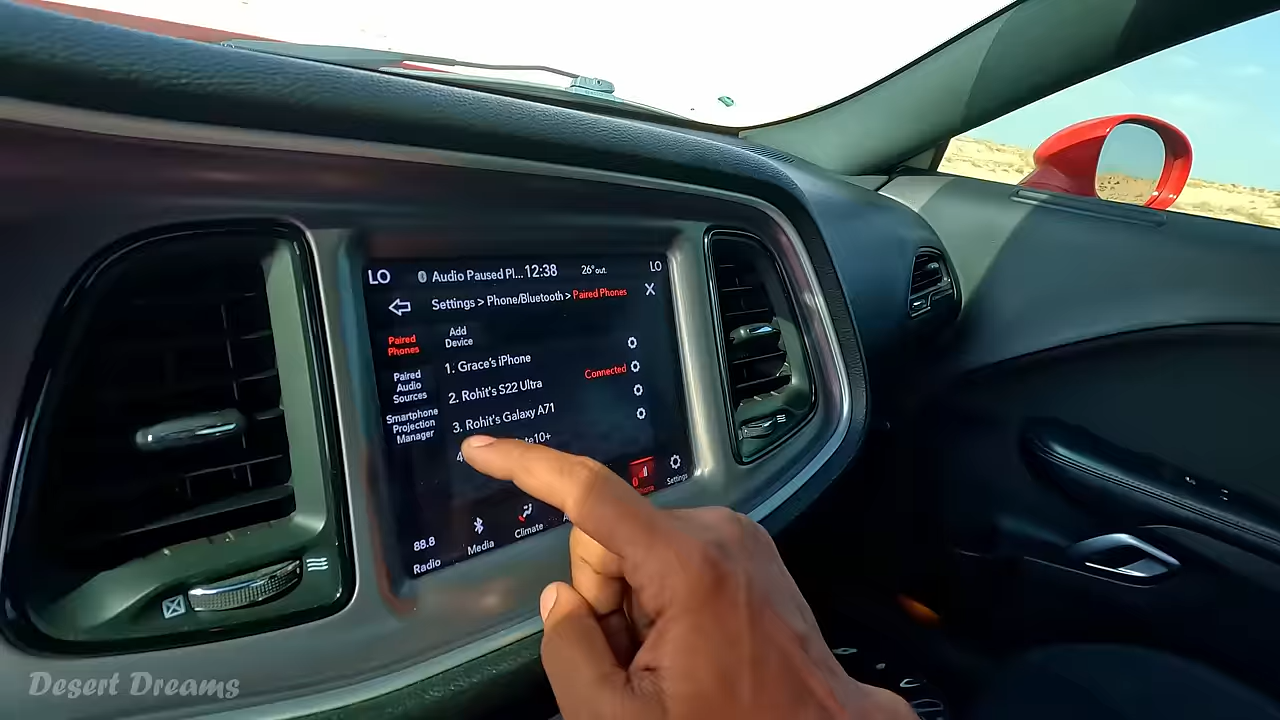 LO Audio Paused Pl... 12:38 26° out. LO
Settings > Phone/Bluetooth > Paired Phones X
Paired
Phones
Add
Device
1. Grace's iPhone
2. Rohit's S22 Ultra Connected
3. Rohit's Galaxy A71
4
10+
Paired
Audio
Sources
Smartphone
Projection
Manager
88.8
Radio
Media
Climate
Settings
Desert Dreams